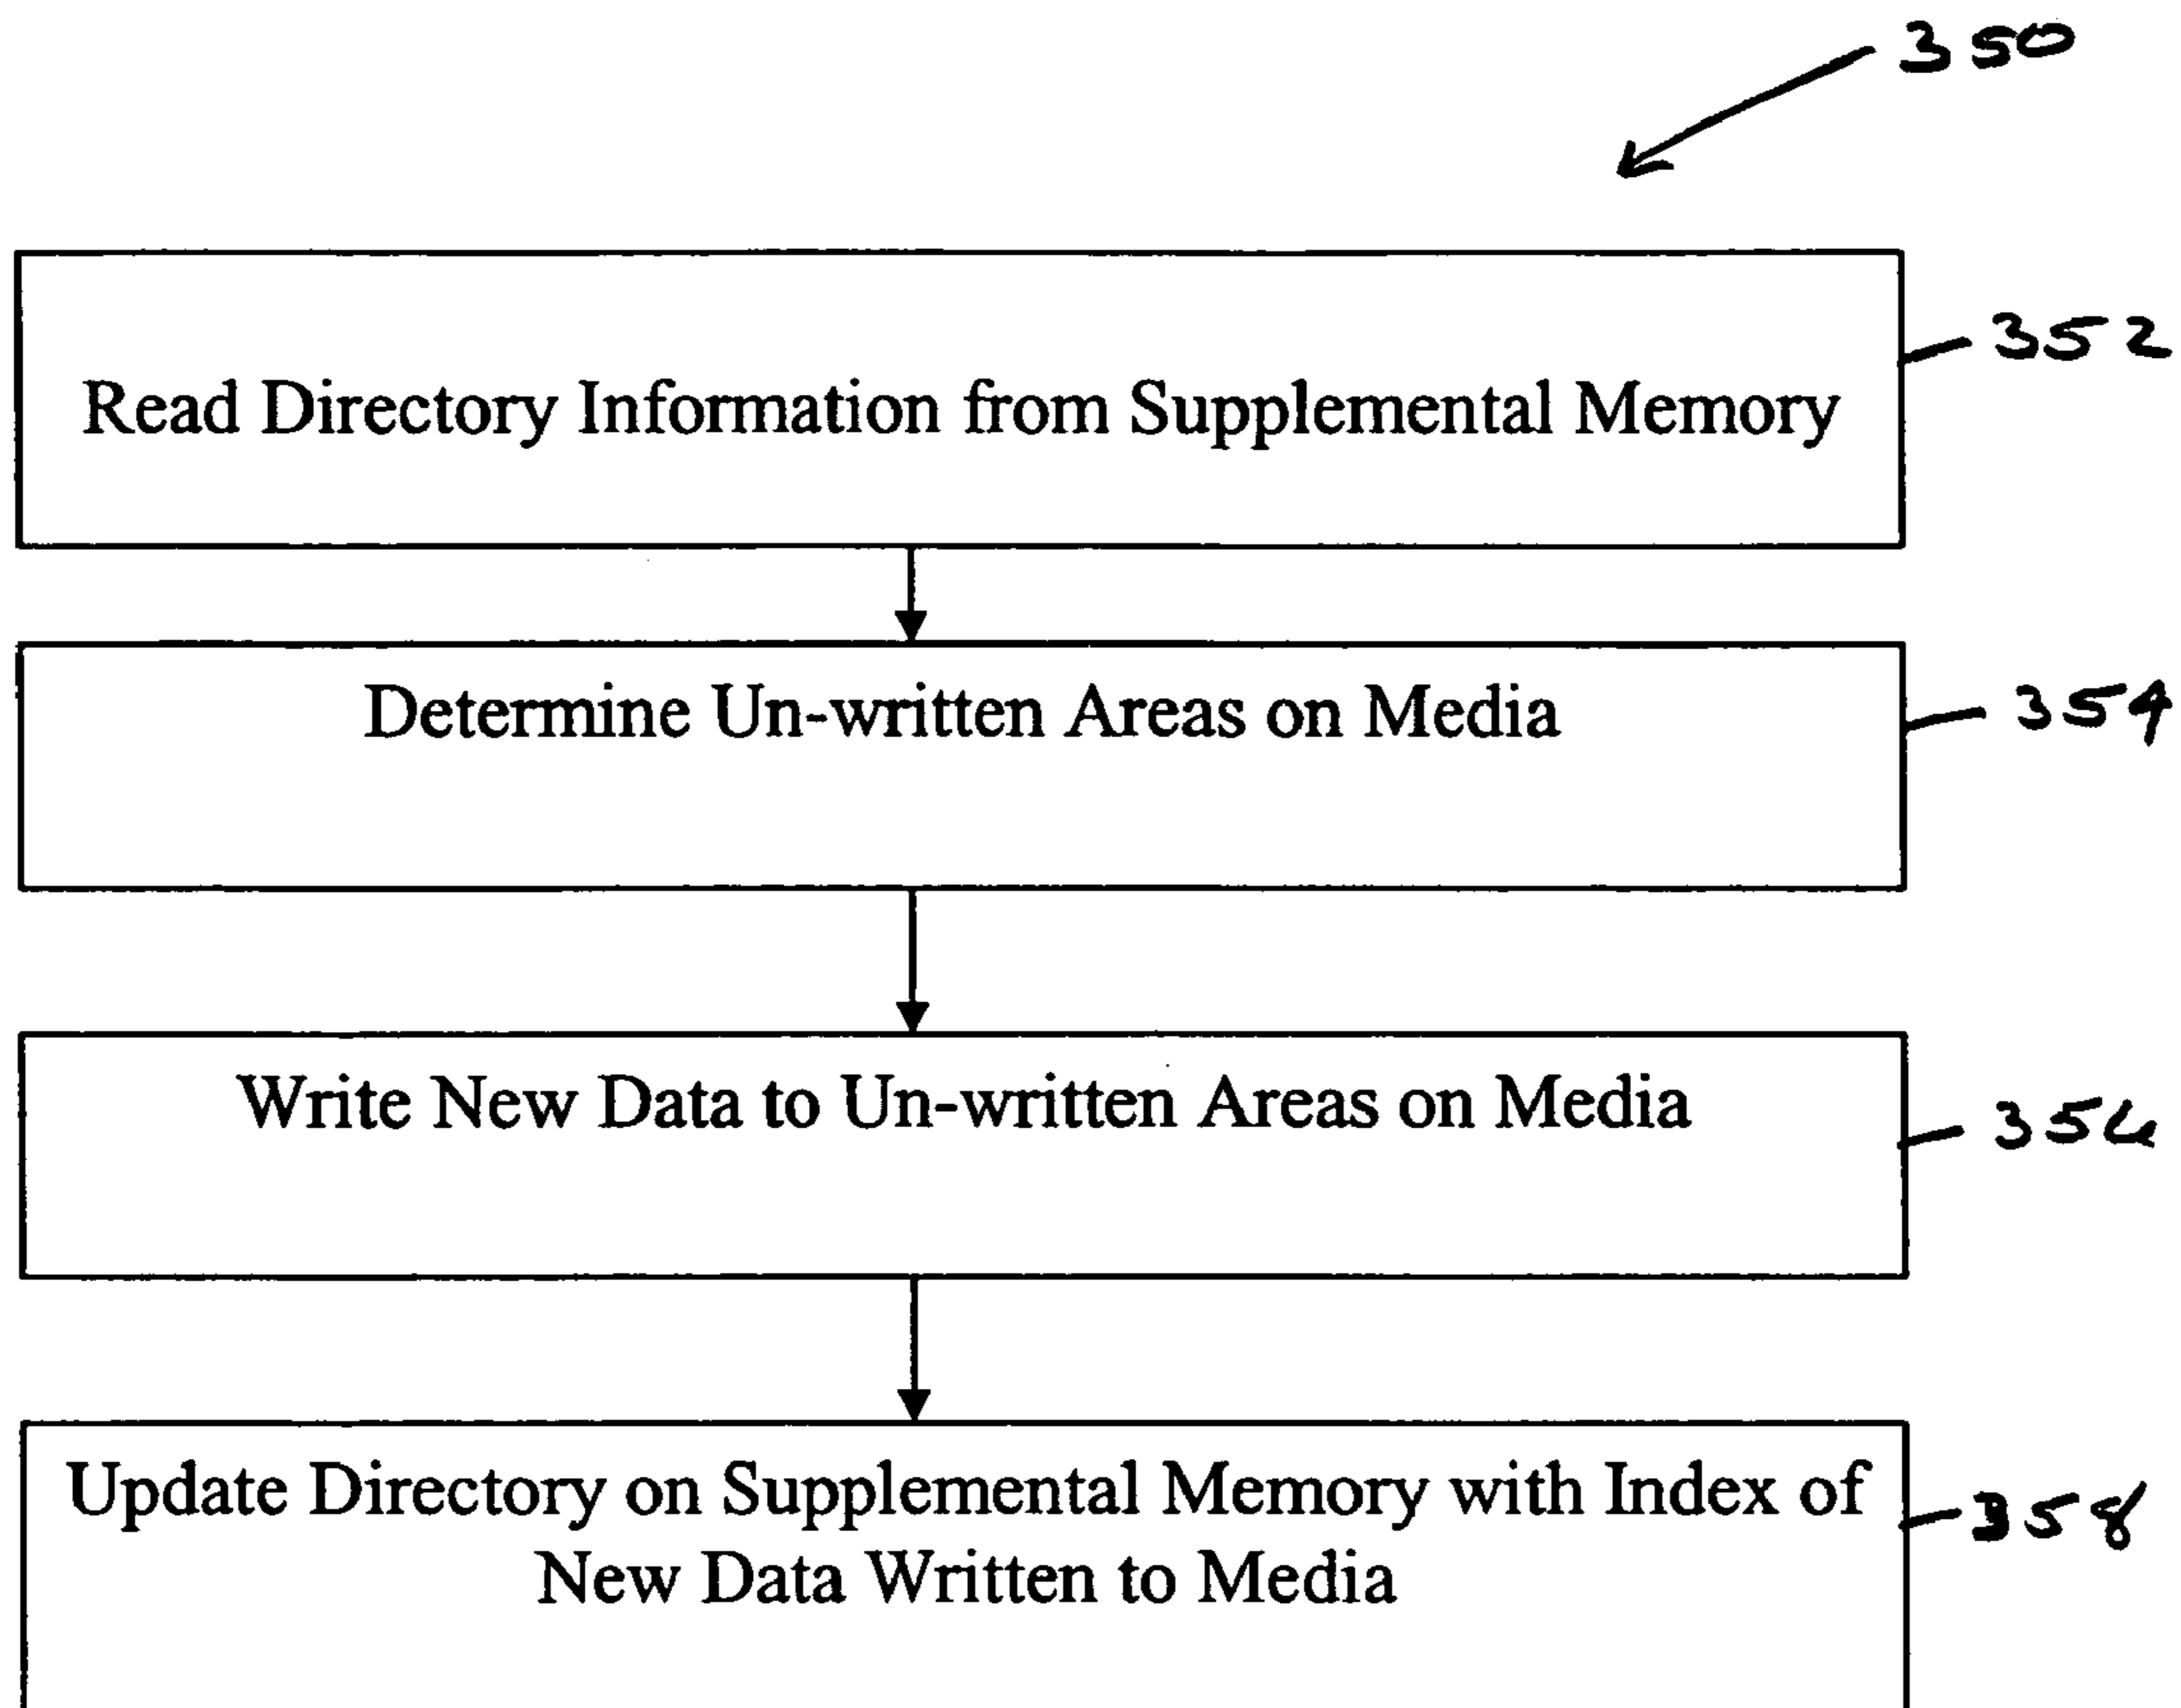 350
Read Directory Information from Supplemental Memory
352
Determine Un-written Areas on Media
354
Write New Data to Un-written Areas on Media
356
Update Directory on Supplemental Memory with Index of
358
New Data Written to Media